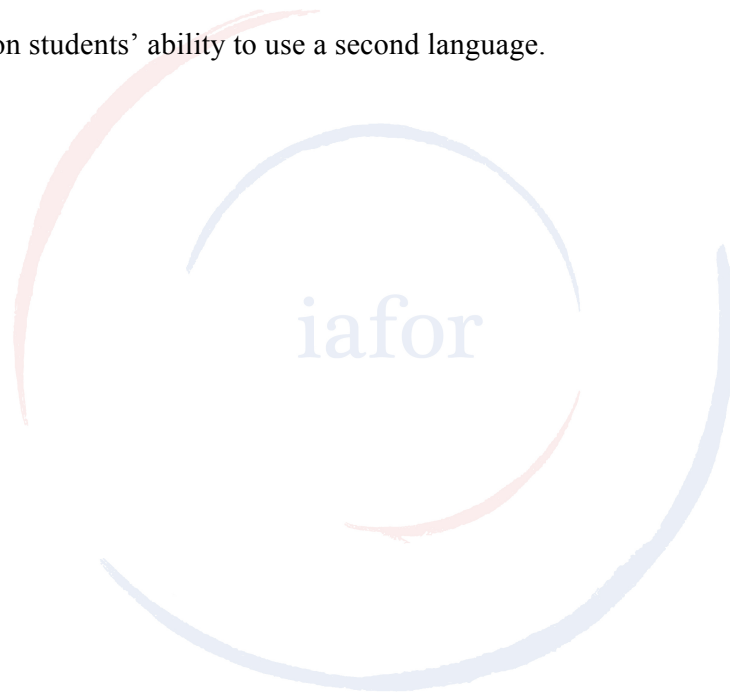 on students’ ability to use a second language.
iafor